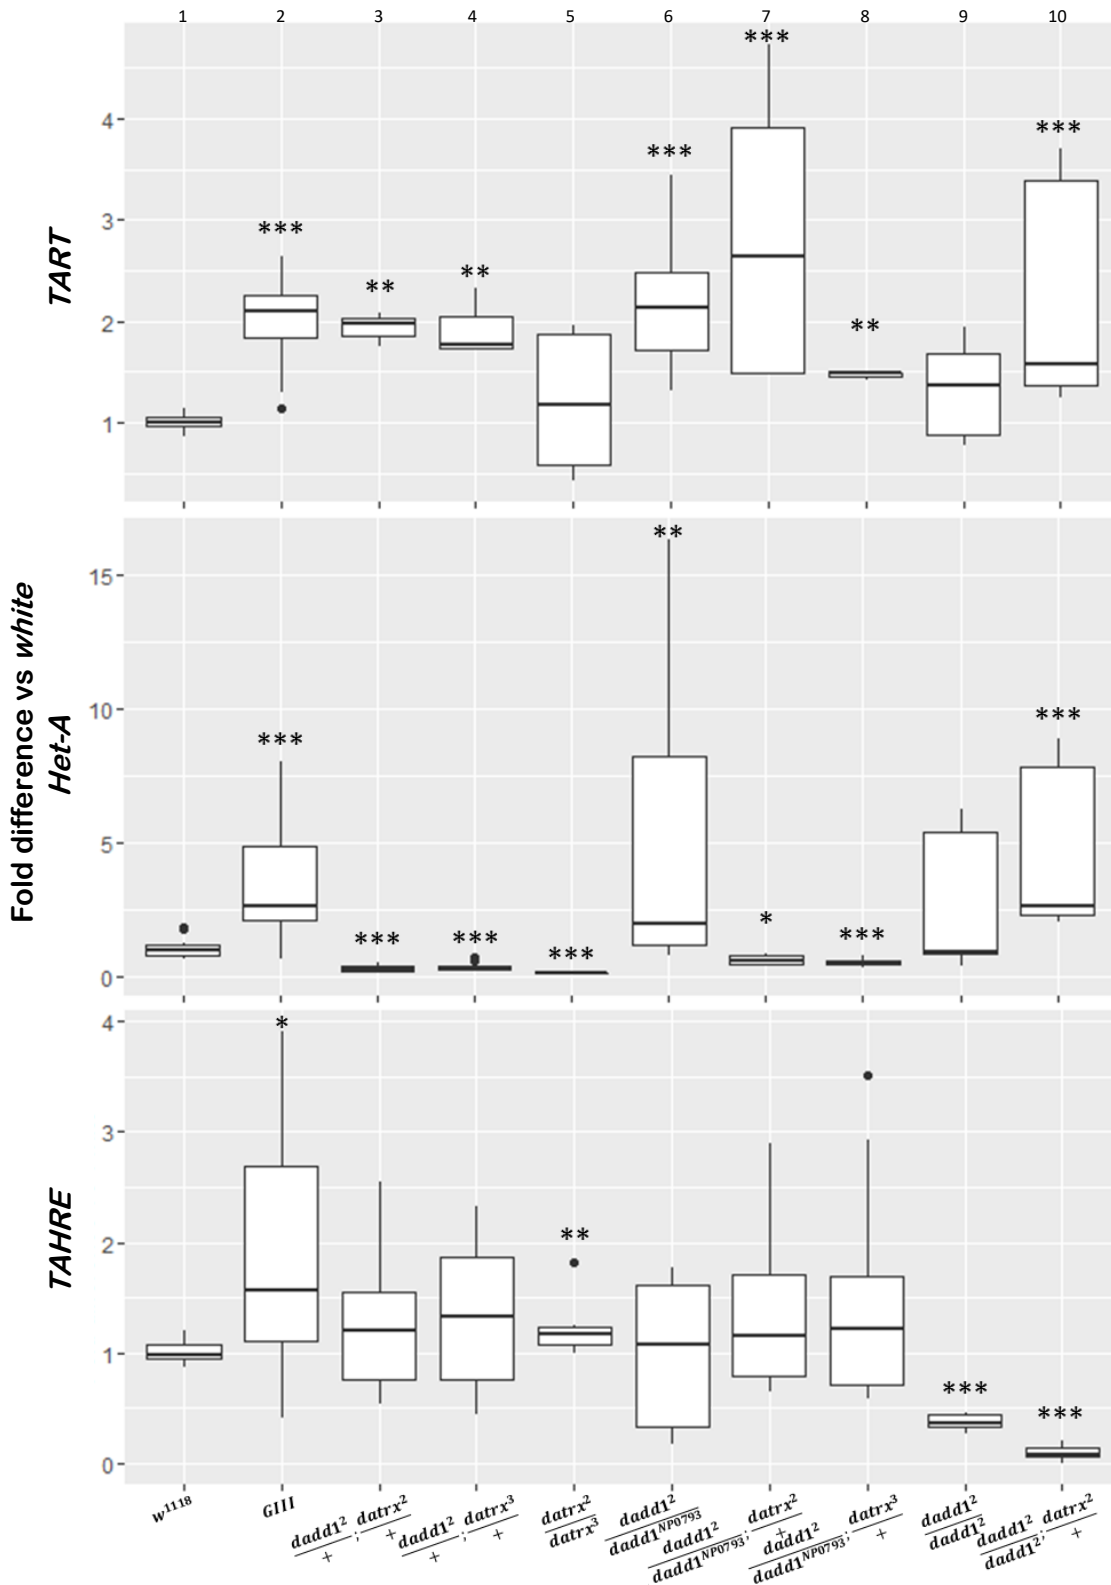 1 2 3 4 5 6 7 8 9 10
TART
4
3
2
1
*** ** ** *** *** ** ***
Fold difference vs white
Het-A
15
10
5
0
*** *** *** *** ** * *** ***
TAHRE
4
3
2
1
0
* ** *** ***
w¹¹¹⁸
GIII
dadd1²/+ ; datrx²/+
dadd1²/+ ; datrx³/+
datrx²/datrx³
dadd1²/dadd1ᴺᴾ⁰⁷⁹³
dadd1²/dadd1ᴺᴾ⁰⁷⁹³ ; datrx²/+
dadd1²/dadd1ᴺᴾ⁰⁷⁹³ ; datrx³/+
dadd1²/dadd1²
dadd1²/dadd1² ; datrx²/+